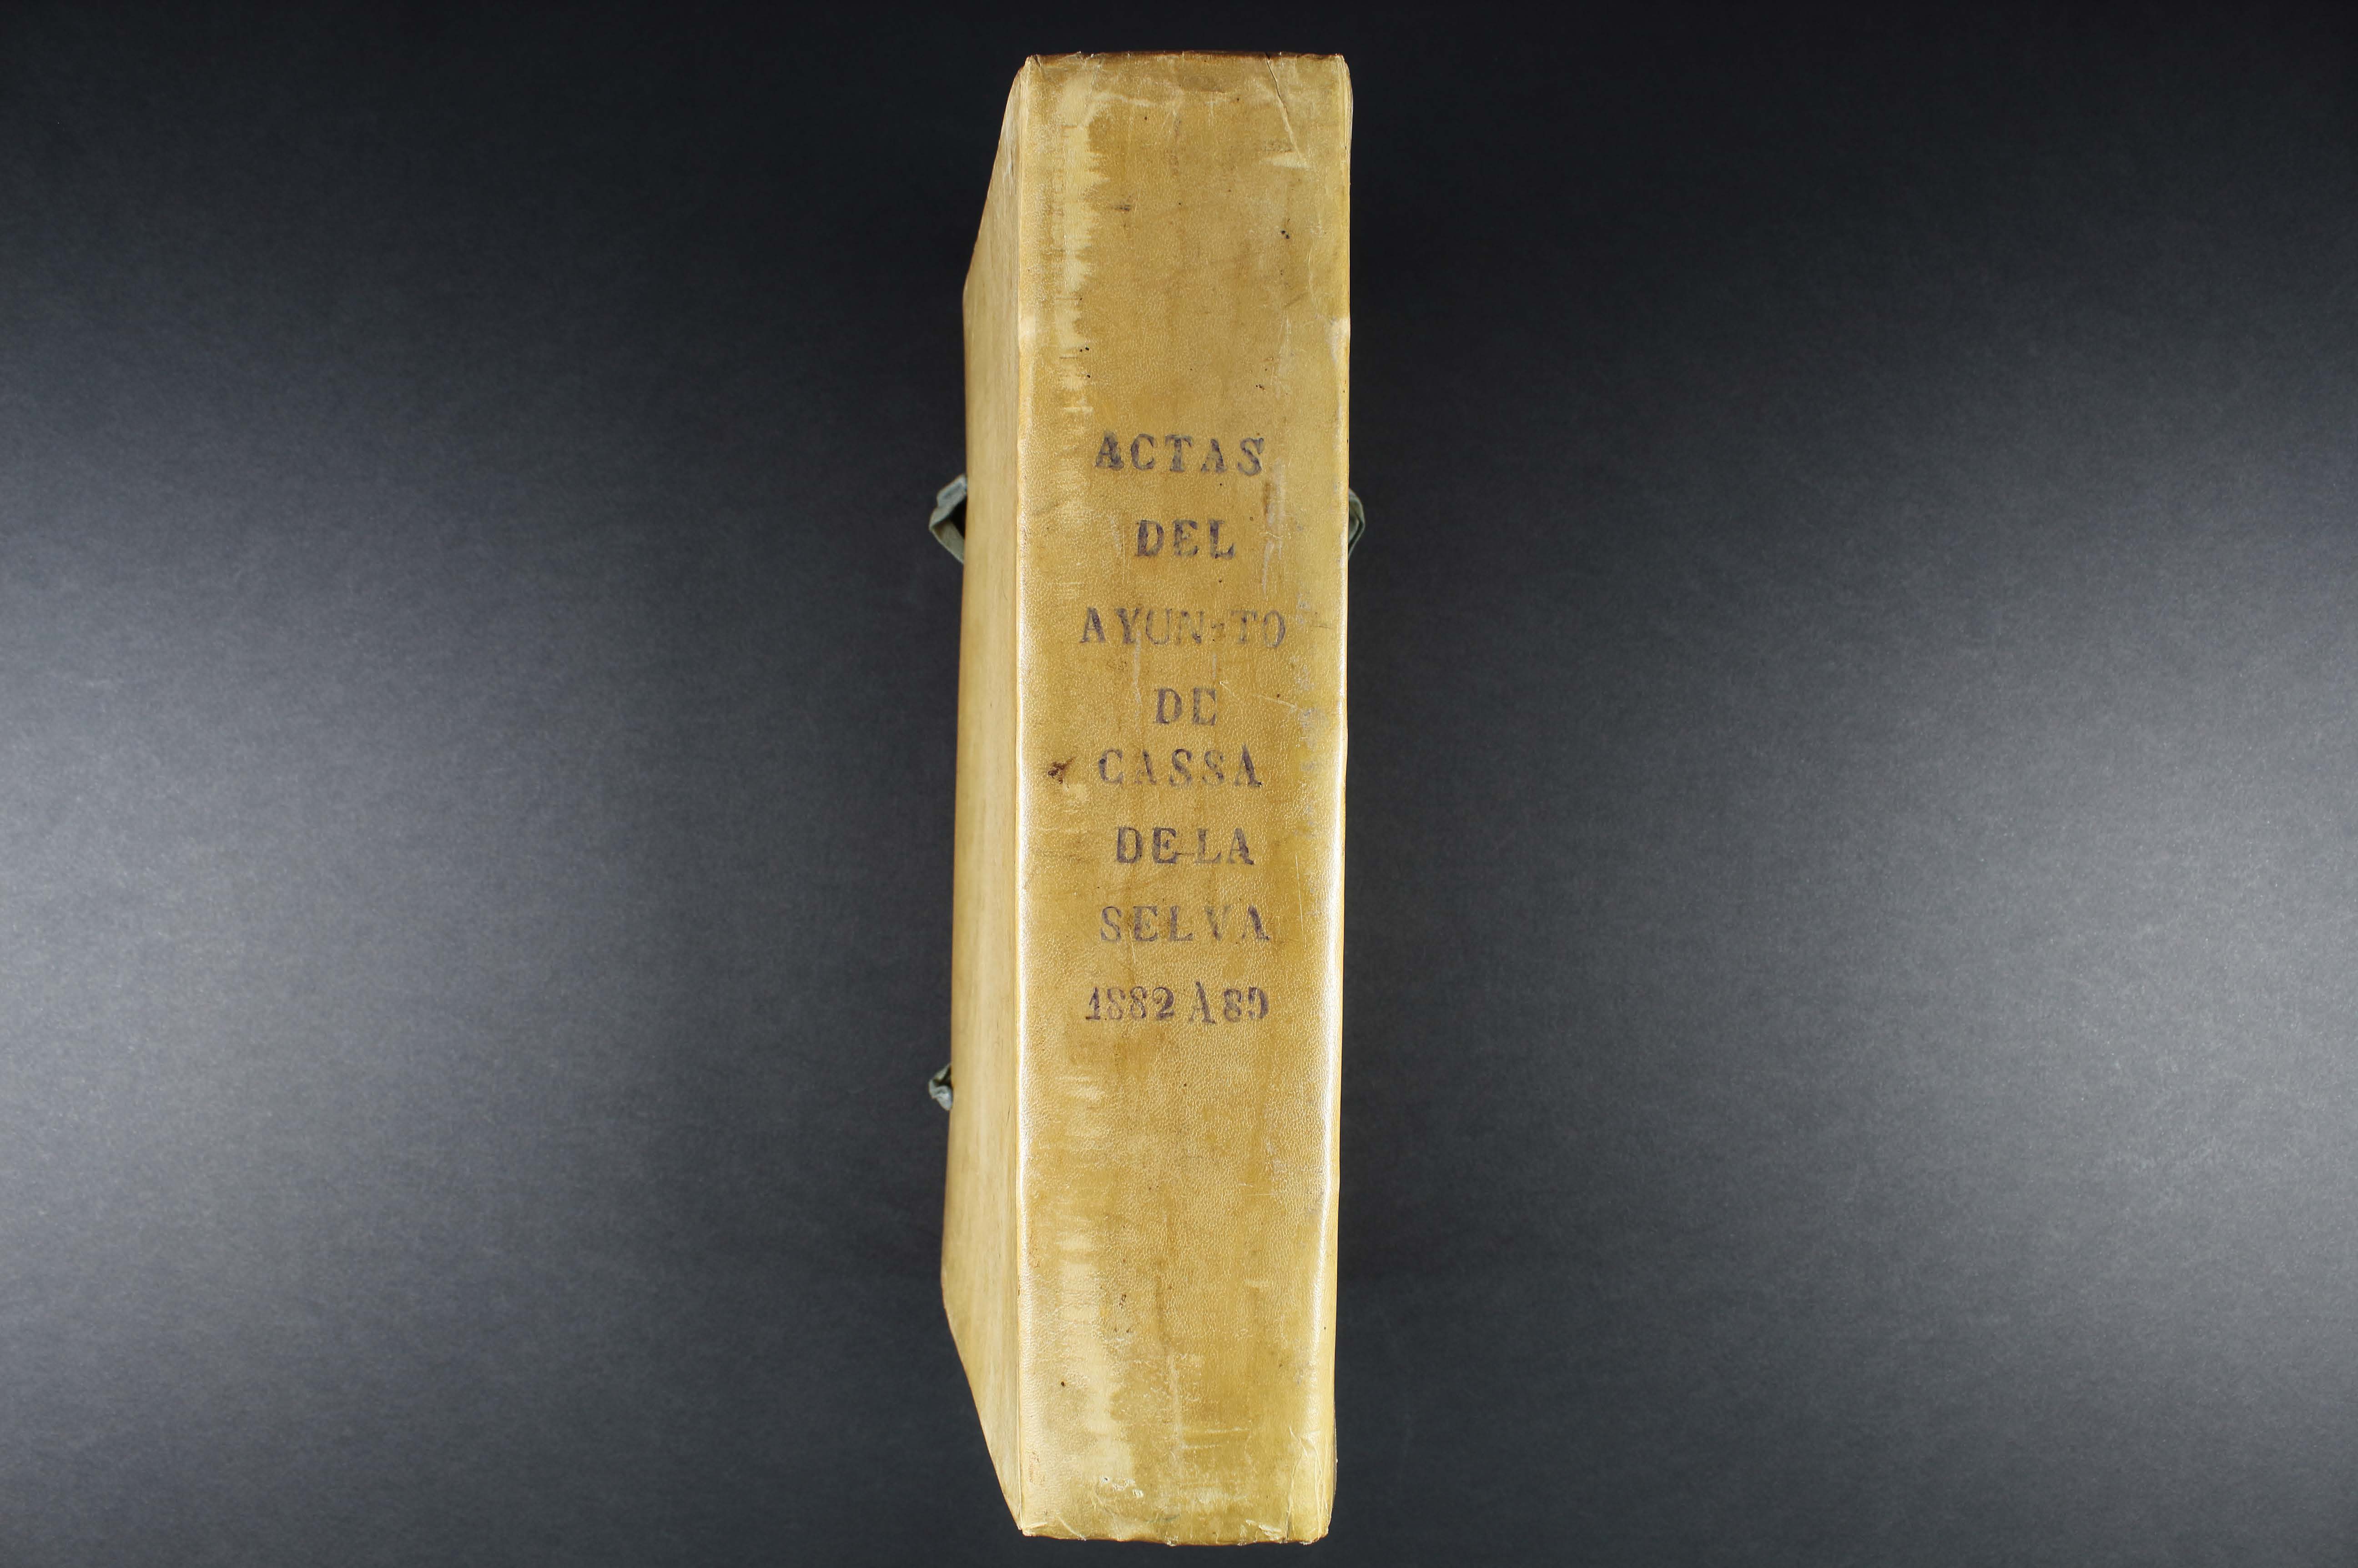 ACTAS
DEL
AYUN-TO
DE
CASSA
DE LA
SELVA
1882 A 89